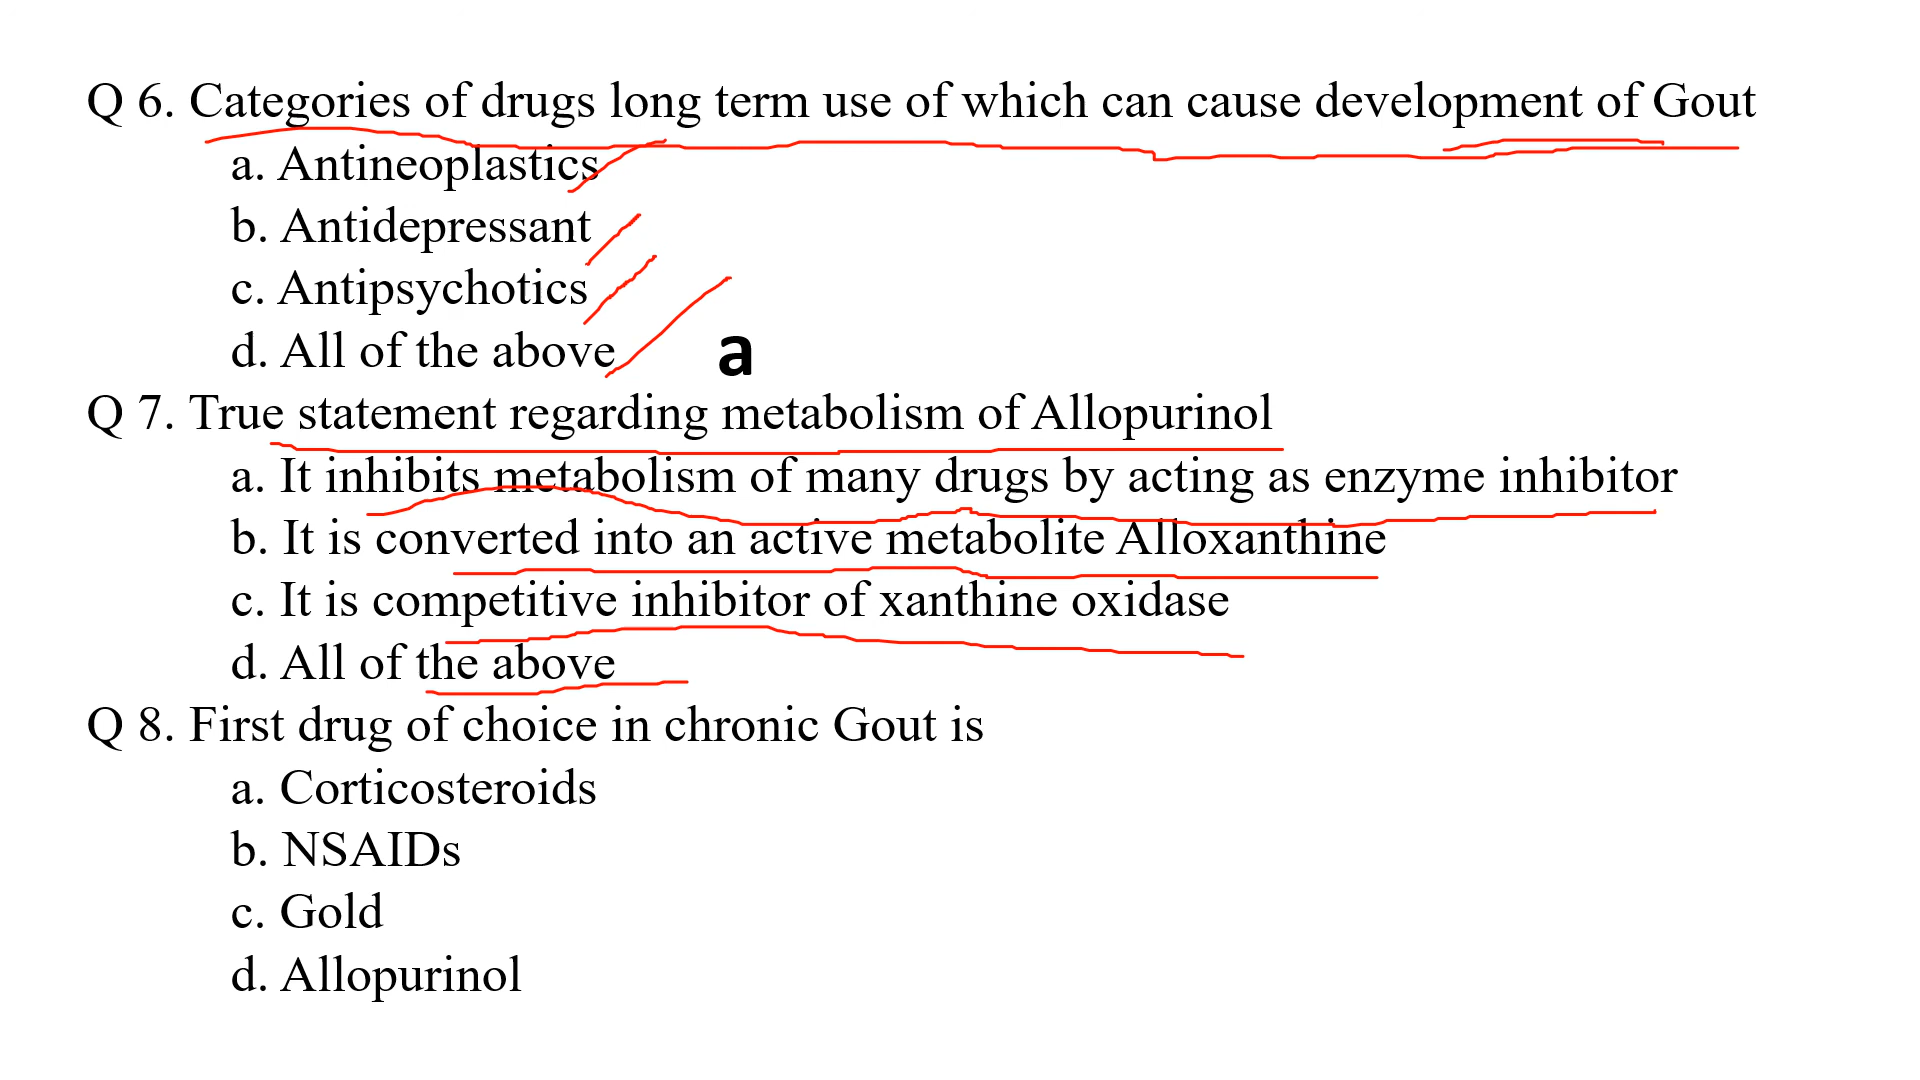 Q 6. Categories of drugs long term use of which can cause development of Gout
a. Antineoplastics
b. Antidepressant
c. Antipsychotics
d. All of the above a
Q 7. True statement regarding metabolism of Allopurinol
a. It inhibits metabolism of many drugs by acting as enzyme inhibitor
b. It is converted into an active metabolite Alloxanthine
c. It is competitive inhibitor of xanthine oxidase
d. All of the above
Q 8. First drug of choice in chronic Gout is
a. Corticosteroids
b. NSAIDs
c. Gold
d. Allopurinol